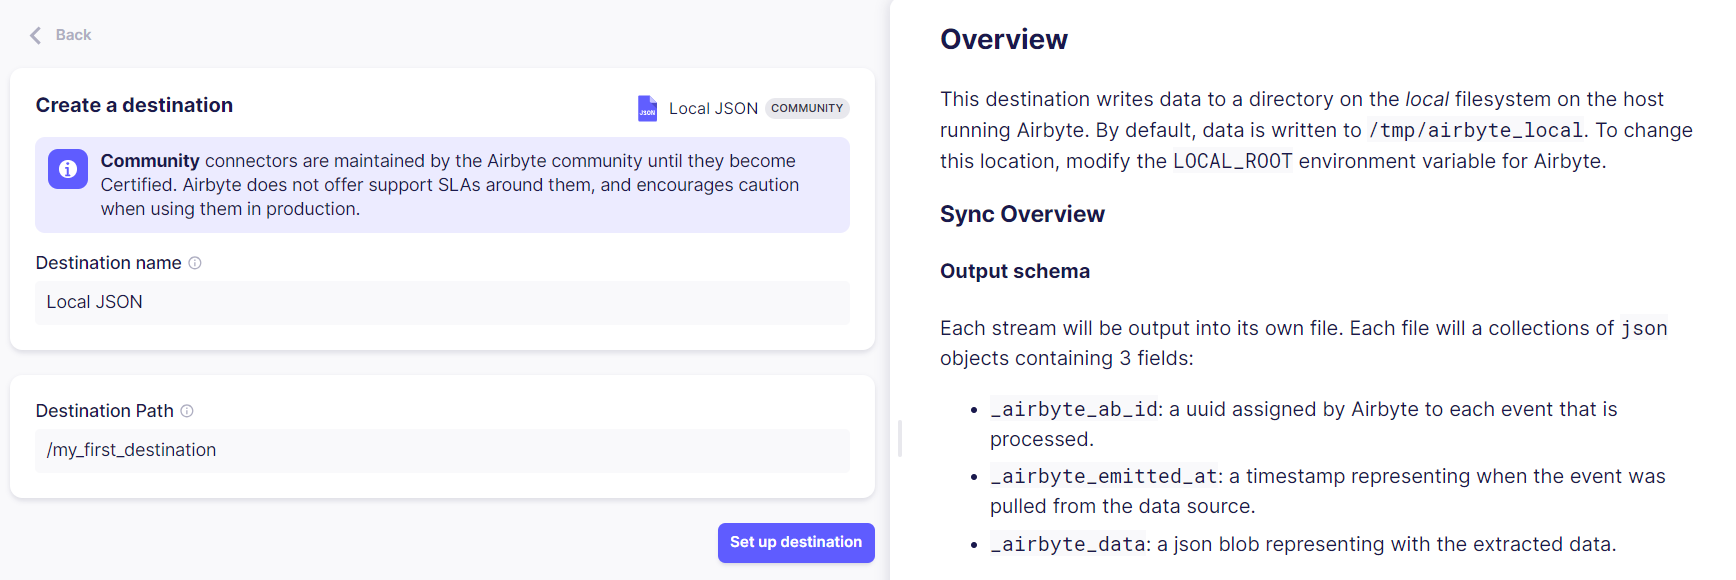 Back
Create a destination
JSON
Local JSON COMMUNITY
Community connectors are maintained by the Airbyte community until they become
Certified. Airbyte does not offer support SLAs around them, and encourages caution
when using them in production.
Destination name
Local JSON
Destination Path
/my_first_destination
Set up destination
Overview
This destination writes data to a directory on the local filesystem on the host
running Airbyte. By default, data is written to /tmp/airbyte_local. To change
this location, modify the LOCAL_ROOT environment variable for Airbyte.
Sync Overview
Output schema
Each stream will be output into its own file. Each file will a collections of json
objects containing 3 fields:
• _airbyte_ab_id: a uuid assigned by Airbyte to each event that is
processed.
• _airbyte_emitted_at: a timestamp representing when the event was
pulled from the data source.
• _airbyte_data: a json blob representing with the extracted data.